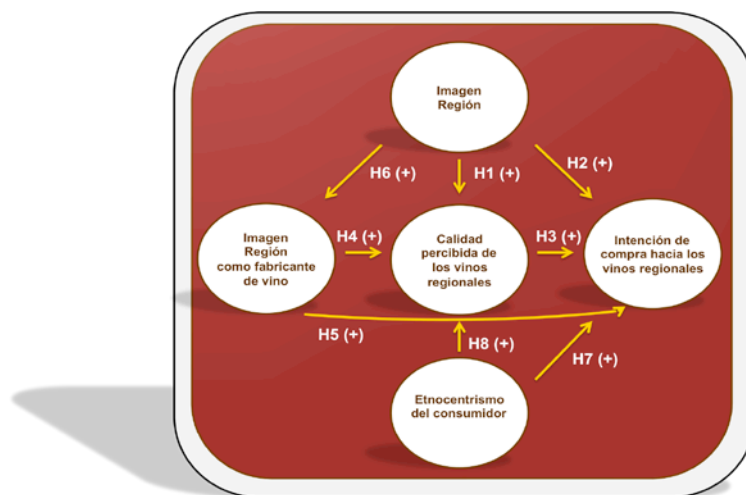 Imagen
Región
H6 (+)
H1 (+)
H2 (+)
Imagen
Región
como fabricante
de vino
H4 (+)
Calidad
percibida de
los vinos
regionales
H3 (+)
Intención de
compra hacia los
vinos regionales
H5 (+)
H8 (+)
H7 (+)
Etnocentrismo
del consumidor